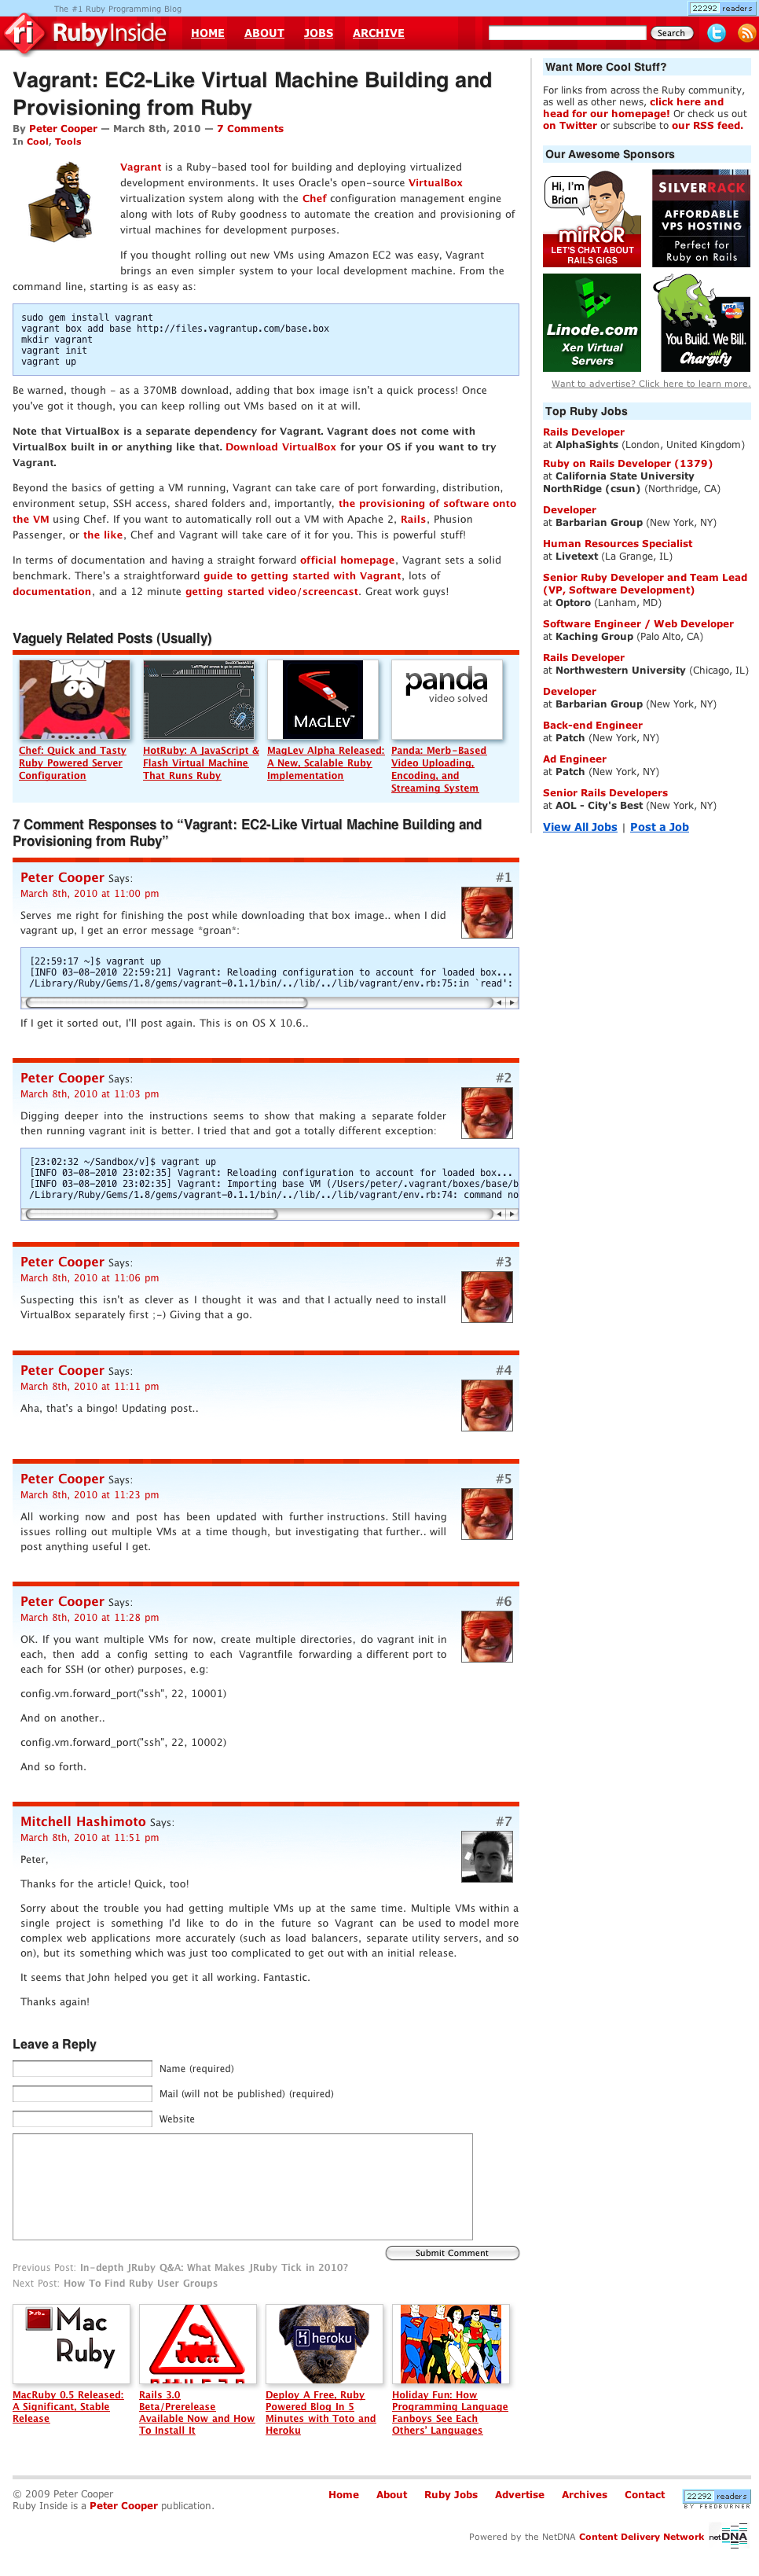 The #1 Ruby Programming Blog
22292 readers
ri RubyInside
HOME ABOUT JOBS ARCHIVE
Search
Vagrant: EC2-Like Virtual Machine Building and
Provisioning from Ruby
By Peter Cooper — March 8th, 2010 — 7 Comments
In Cool, Tools
Vagrant is a Ruby-based tool for building and deploying virtualized
development environments. It uses Oracle's open-source VirtualBox
virtualization system along with the Chef configuration management engine
along with lots of Ruby goodness to automate the creation and provisioning of
virtual machines for development purposes.
If you thought rolling out new VMs using Amazon EC2 was easy, Vagrant
brings an even simpler system to your local development machine. From the
command line, starting is as easy as:
sudo gem install vagrant
vagrant box add base http://files.vagrantup.com/base.box
mkdir vagrant
vagrant init
vagrant up
Be warned, though - as a 370MB download, adding that box image isn't a quick process! Once
you've got it though, you can keep rolling out VMs based on it at will.
Note that VirtualBox is a separate dependency for Vagrant. Vagrant does not come with
VirtualBox built in or anything like that. Download VirtualBox for your OS if you want to try
Vagrant.
Beyond the basics of getting a VM running, Vagrant can take care of port forwarding, distribution,
environment setup, SSH access, shared folders and, importantly, the provisioning of software onto
the VM using Chef. If you want to automatically roll out a VM with Apache 2, Rails, Phusion
Passenger, or the like, Chef and Vagrant will take care of it for you. This is powerful stuff!
In terms of documentation and having a straight forward official homepage, Vagrant sets a solid
benchmark. There's a straightforward guide to getting started with Vagrant, lots of
documentation, and a 12 minute getting started video/screencast. Great work guys!
Vaguely Related Posts (Usually)
MAGLEV
panda
video solved
Chef: Quick and Tasty
Ruby Powered Server
Configuration
HotRuby: A JavaScript &
Flash Virtual Machine
That Runs Ruby
MagLev Alpha Released:
A New, Scalable Ruby
Implementation
Panda: Merb-Based
Video Uploading,
Encoding, and
Streaming System
7 Comment Responses to “Vagrant: EC2-Like Virtual Machine Building and
Provisioning from Ruby”
Peter Cooper Says:
#1
March 8th, 2010 at 11:00 pm
Serves me right for finishing the post while downloading that box image.. when I did
vagrant up, I get an error message *groan*:
[22:59:17 ~]$ vagrant up
[INFO 03-08-2010 22:59:21] Vagrant: Reloading configuration to account for loaded box...
/Library/Ruby/Gems/1.8/gems/vagrant-0.1.1/bin/../lib/../lib/vagrant/env.rb:75:in `read':
If I get it sorted out, I'll post again. This is on OS X 10.6..
Peter Cooper Says:
#2
March 8th, 2010 at 11:03 pm
Digging deeper into the instructions seems to show that making a separate folder
then running vagrant init is better. I tried that and got a totally different exception:
[23:02:32 ~/Sandbox/v]$ vagrant up
[INFO 03-08-2010 23:02:35] Vagrant: Reloading configuration to account for loaded box...
[INFO 03-08-2010 23:02:35] Vagrant: Importing base VM (/Users/peter/.vagrant/boxes/base/b
/Library/Ruby/Gems/1.8/gems/vagrant-0.1.1/bin/../lib/../lib/vagrant/env.rb:74: command no
Peter Cooper Says:
#3
March 8th, 2010 at 11:06 pm
Suspecting this isn't as clever as I thought it was and that I actually need to install
VirtualBox separately first ;-) Giving that a go.
Peter Cooper Says:
#4
March 8th, 2010 at 11:11 pm
Aha, that's a bingo! Updating post..
Peter Cooper Says:
#5
March 8th, 2010 at 11:23 pm
All working now and post has been updated with further instructions. Still having
issues rolling out multiple VMs at a time though, but investigating that further.. will
post anything useful I get.
Peter Cooper Says:
#6
March 8th, 2010 at 11:28 pm
OK. If you want multiple VMs for now, create multiple directories, do vagrant init in
each, then add a config setting to each Vagrantfile forwarding a different port to
each for SSH (or other) purposes, e.g:
config.vm.forward_port("ssh", 22, 10001)
And on another..
config.vm.forward_port("ssh", 22, 10002)
And so forth.
Mitchell Hashimoto Says:
#7
March 8th, 2010 at 11:51 pm
Peter,
Thanks for the article! Quick, too!
Sorry about the trouble you had getting multiple VMs up at the same time. Multiple VMs within a
single project is something I'd like to do in the future so Vagrant can be used to model more
complex web applications more accurately (such as load balancers, separate utility servers, and so
on), but its something which was just too complicated to get out with an initial release.
It seems that John helped you get it all working. Fantastic.
Thanks again!
Leave a Reply
Name (required)
Mail (will not be published) (required)
Website
Submit Comment
Previous Post: In-depth JRuby Q&A: What Makes JRuby Tick in 2010?
Next Post: How To Find Ruby User Groups
Mac
Ruby
heroku
MacRuby 0.5 Released:
A Significant, Stable
Release
Rails 3.0
Beta/Prerelease
Available Now and How
To Install It
Deploy A Free, Ruby
Powered Blog In 5
Minutes with Toto and
Heroku
Holiday Fun: How
Programming Language
Fanboys See Each
Others' Languages
Want More Cool Stuff?
For links from across the Ruby community,
as well as other news, click here and
head for our homepage! Or check us out
on Twitter or subscribe to our RSS feed.
Our Awesome Sponsors
Hi, I'm
Brian
mirRoR
LET'S CHAT ABOUT
RAILS GIGS
SILVERRACK
AFFORDABLE
VPS HOSTING
Perfect for
Ruby on Rails
Linode.com
Xen Virtual
Servers
You Build. We Bill.
Chargify
Want to advertise? Click here to learn more.
Top Ruby Jobs
Rails Developer
at AlphaSights (London, United Kingdom)
Ruby on Rails Developer (1379)
at California State University
NorthRidge (csun) (Northridge, CA)
Developer
at Barbarian Group (New York, NY)
Human Resources Specialist
at Livetext (La Grange, IL)
Senior Ruby Developer and Team Lead
(VP, Software Development)
at Optoro (Lanham, MD)
Software Engineer / Web Developer
at Kaching Group (Palo Alto, CA)
Rails Developer
at Northwestern University (Chicago, IL)
Developer
at Barbarian Group (New York, NY)
Back-end Engineer
at Patch (New York, NY)
Ad Engineer
at Patch (New York, NY)
Senior Rails Developers
at AOL - City's Best (New York, NY)
View All Jobs | Post a Job
© 2009 Peter Cooper
Ruby Inside is a Peter Cooper publication.
Home About Ruby Jobs Advertise Archives Contact
22292 readers
BY FEEDBURNER
Powered by the NetDNA Content Delivery Network
netDNA